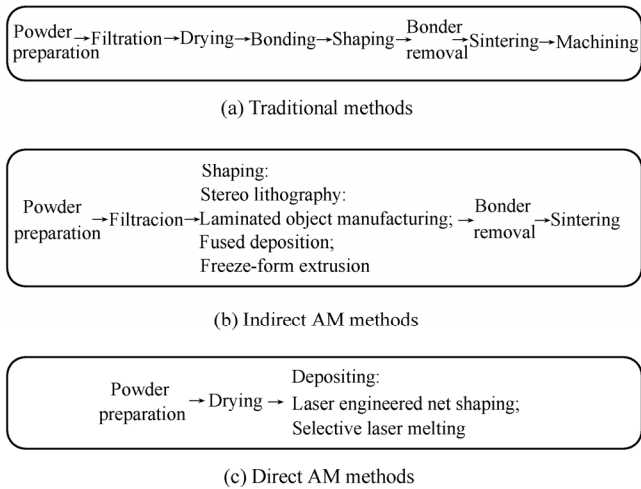 Powder preparation→Filtration→Drying→Bonding→Shaping→Bonder removal→Sintering→Machining
(a) Traditional methods
Powder preparation→Filtracion→
Shaping:
Stereo lithography:
Laminated object manufacturing;
Fused deposition;
Freeze-form extrusion
→Bonder removal→Sintering
(b) Indirect AM methods
Powder preparation→Drying→
Depositing:
Laser engineered net shaping;
Selective laser melting
(c) Direct AM methods